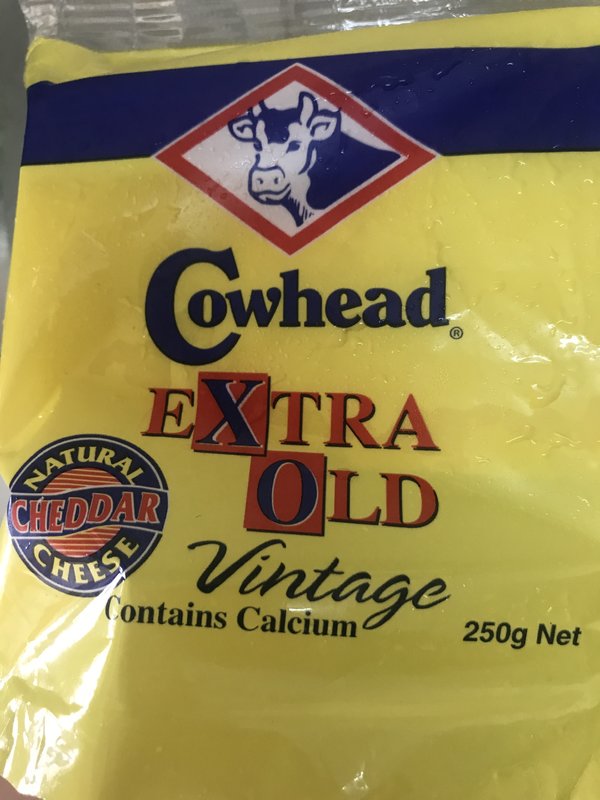 Cowhead®
EXTRA
OLD
NATURAL
CHEDDAR
CHEESE
Vintage
Contains Calcium
250g Net